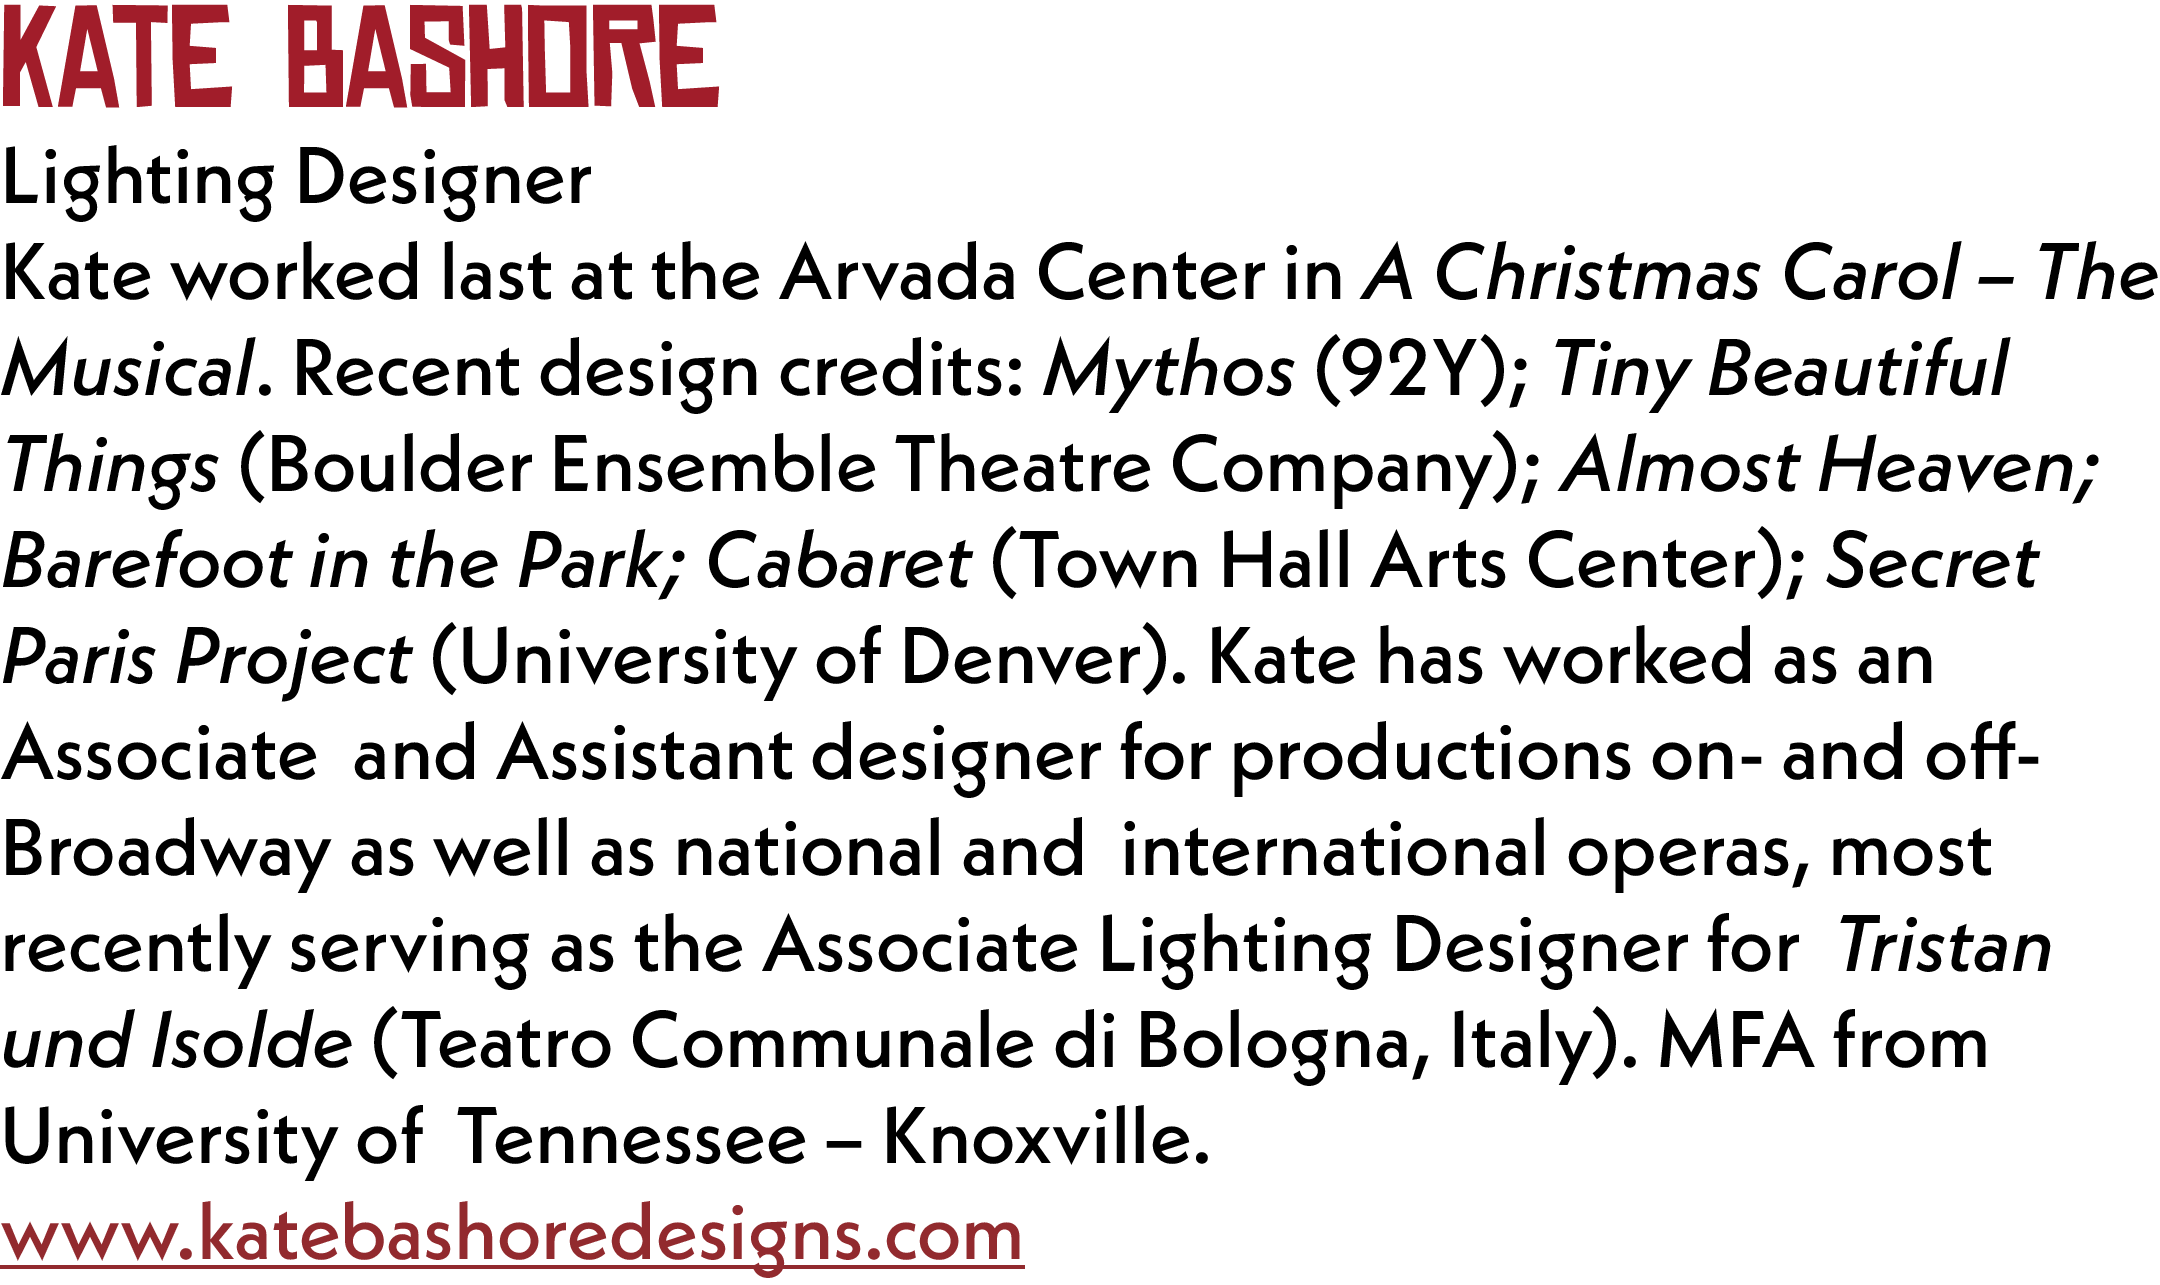 KATE BASHORE
Lighting Designer
Kate worked last at the Arvada Center in A Christmas Carol – The
Musical. Recent design credits: Mythos (92Y); Tiny Beautiful
Things (Boulder Ensemble Theatre Company); Almost Heaven;
Barefoot in the Park; Cabaret (Town Hall Arts Center); Secret
Paris Project (University of Denver). Kate has worked as an
Associate  and Assistant designer for productions on- and off-
Broadway as well as national and  international operas, most
recently serving as the Associate Lighting Designer for  Tristan
und Isolde (Teatro Communale di Bologna, Italy). MFA from
University of  Tennessee – Knoxville.
www.katebashoredesigns.com